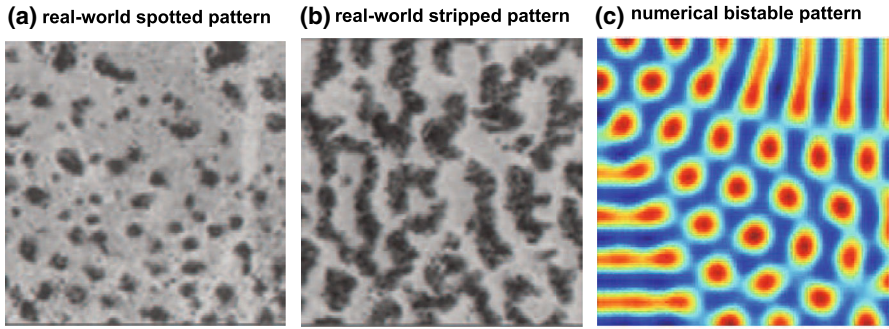 (a) real-world spotted pattern
(b) real-world stripped pattern
(c) numerical bistable pattern